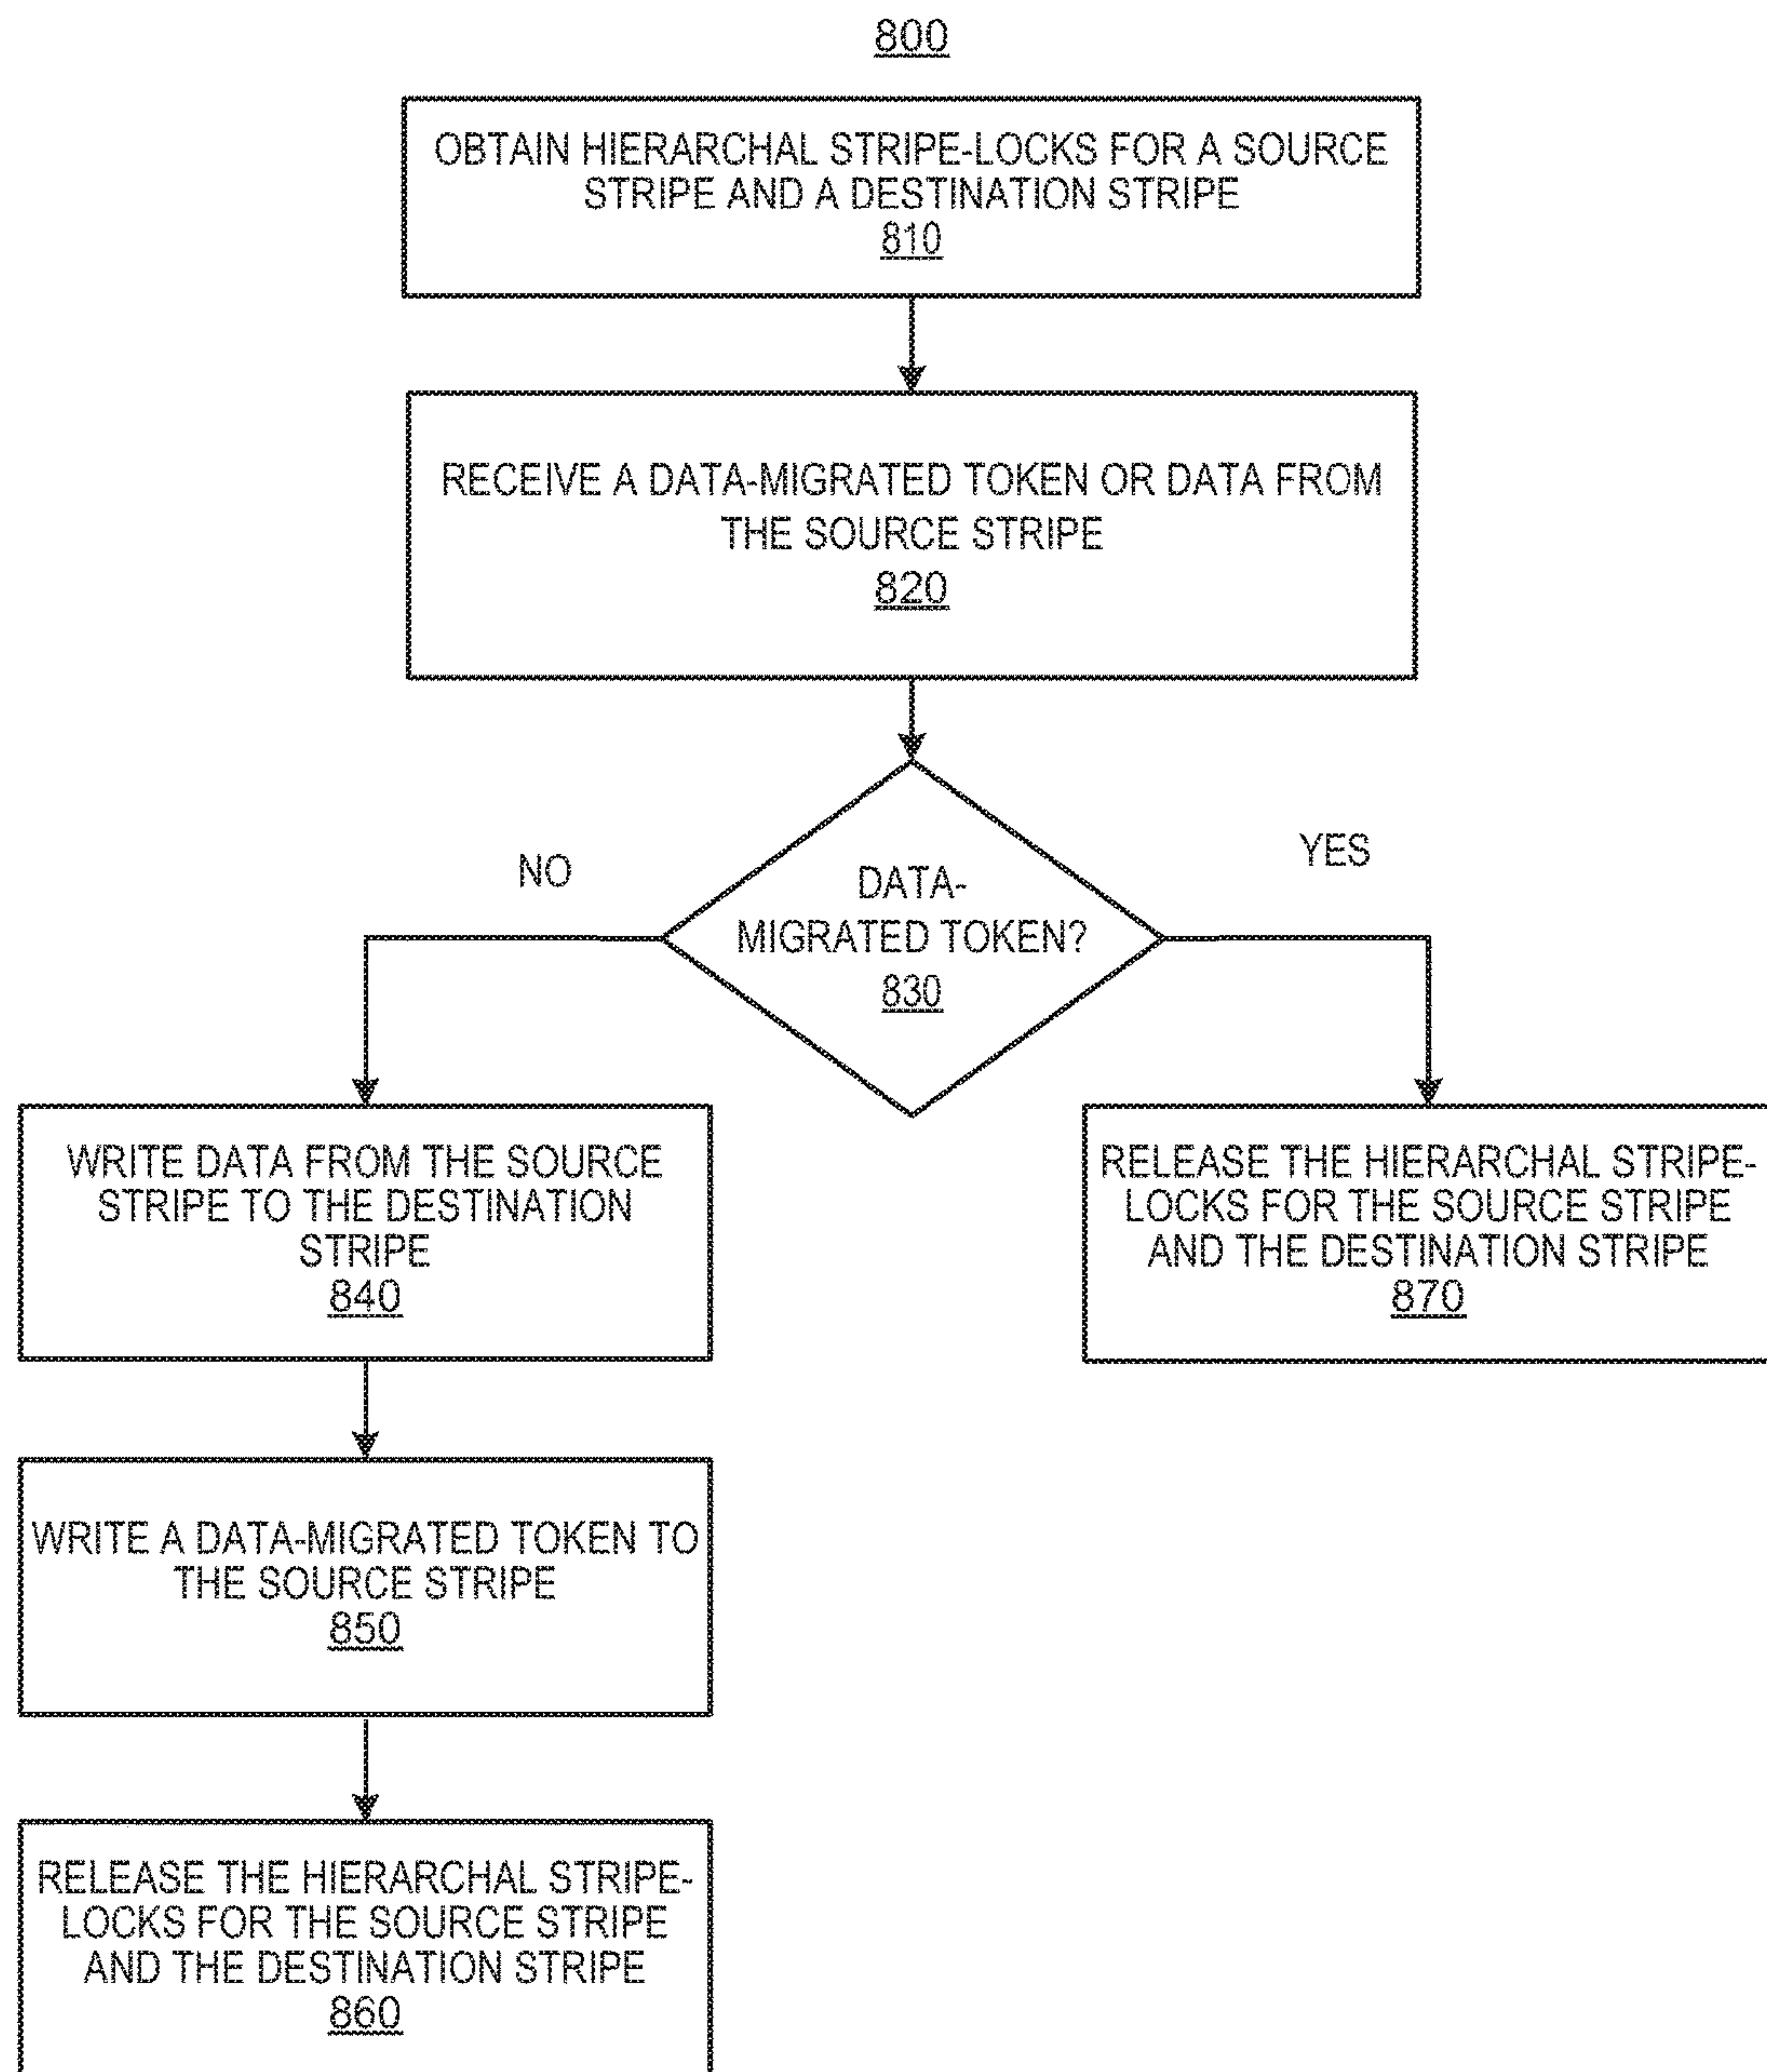 800
OBTAIN HIERARCHAL STRIPE-LOCKS FOR A SOURCE
STRIPE AND A DESTINATION STRIPE
810
RECEIVE A DATA-MIGRATED TOKEN OR DATA FROM
THE SOURCE STRIPE
820
NO
YES
DATA-
MIGRATED TOKEN?
830
WRITE DATA FROM THE SOURCE
STRIPE TO THE DESTINATION
STRIPE
840
RELEASE THE HIERARCHAL STRIPE-
LOCKS FOR THE SOURCE STRIPE
AND THE DESTINATION STRIPE
870
WRITE A DATA-MIGRATED TOKEN TO
THE SOURCE STRIPE
850
RELEASE THE HIERARCHAL STRIPE-
LOCKS FOR THE SOURCE STRIPE
AND THE DESTINATION STRIPE
860